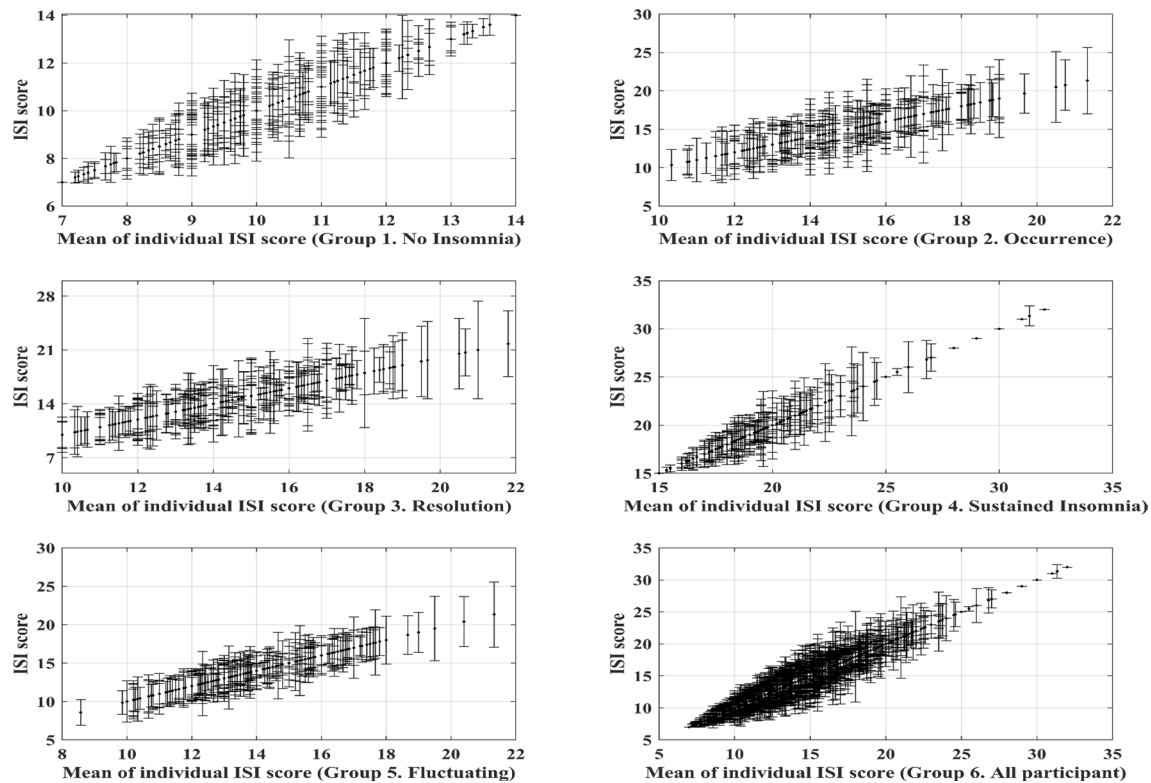 14
12
10
8
6
ISI score
7 8 9 10 11 12 13 14
Mean of individual ISI score (Group 1. No Insomnia)
30
25
20
15
10
5
ISI score
10 12 14 16 18 20 22
Mean of individual ISI score (Group 2. Occurrence)
28
21
14
7
ISI score
10 12 14 16 18 20 22
Mean of individual ISI score (Group 3. Resolution)
35
30
25
20
15
ISI score
15 20 25 30 35
Mean of individual ISI score (Group 4. Sustained Insomnia)
30
25
20
15
10
5
ISI score
8 10 12 14 16 18 20 22
Mean of individual ISI score (Group 5. Fluctuating)
35
30
25
20
15
10
5
ISI score
10 15 20 25 30 35
Mean of individual ISI score (Group 6. All participant)